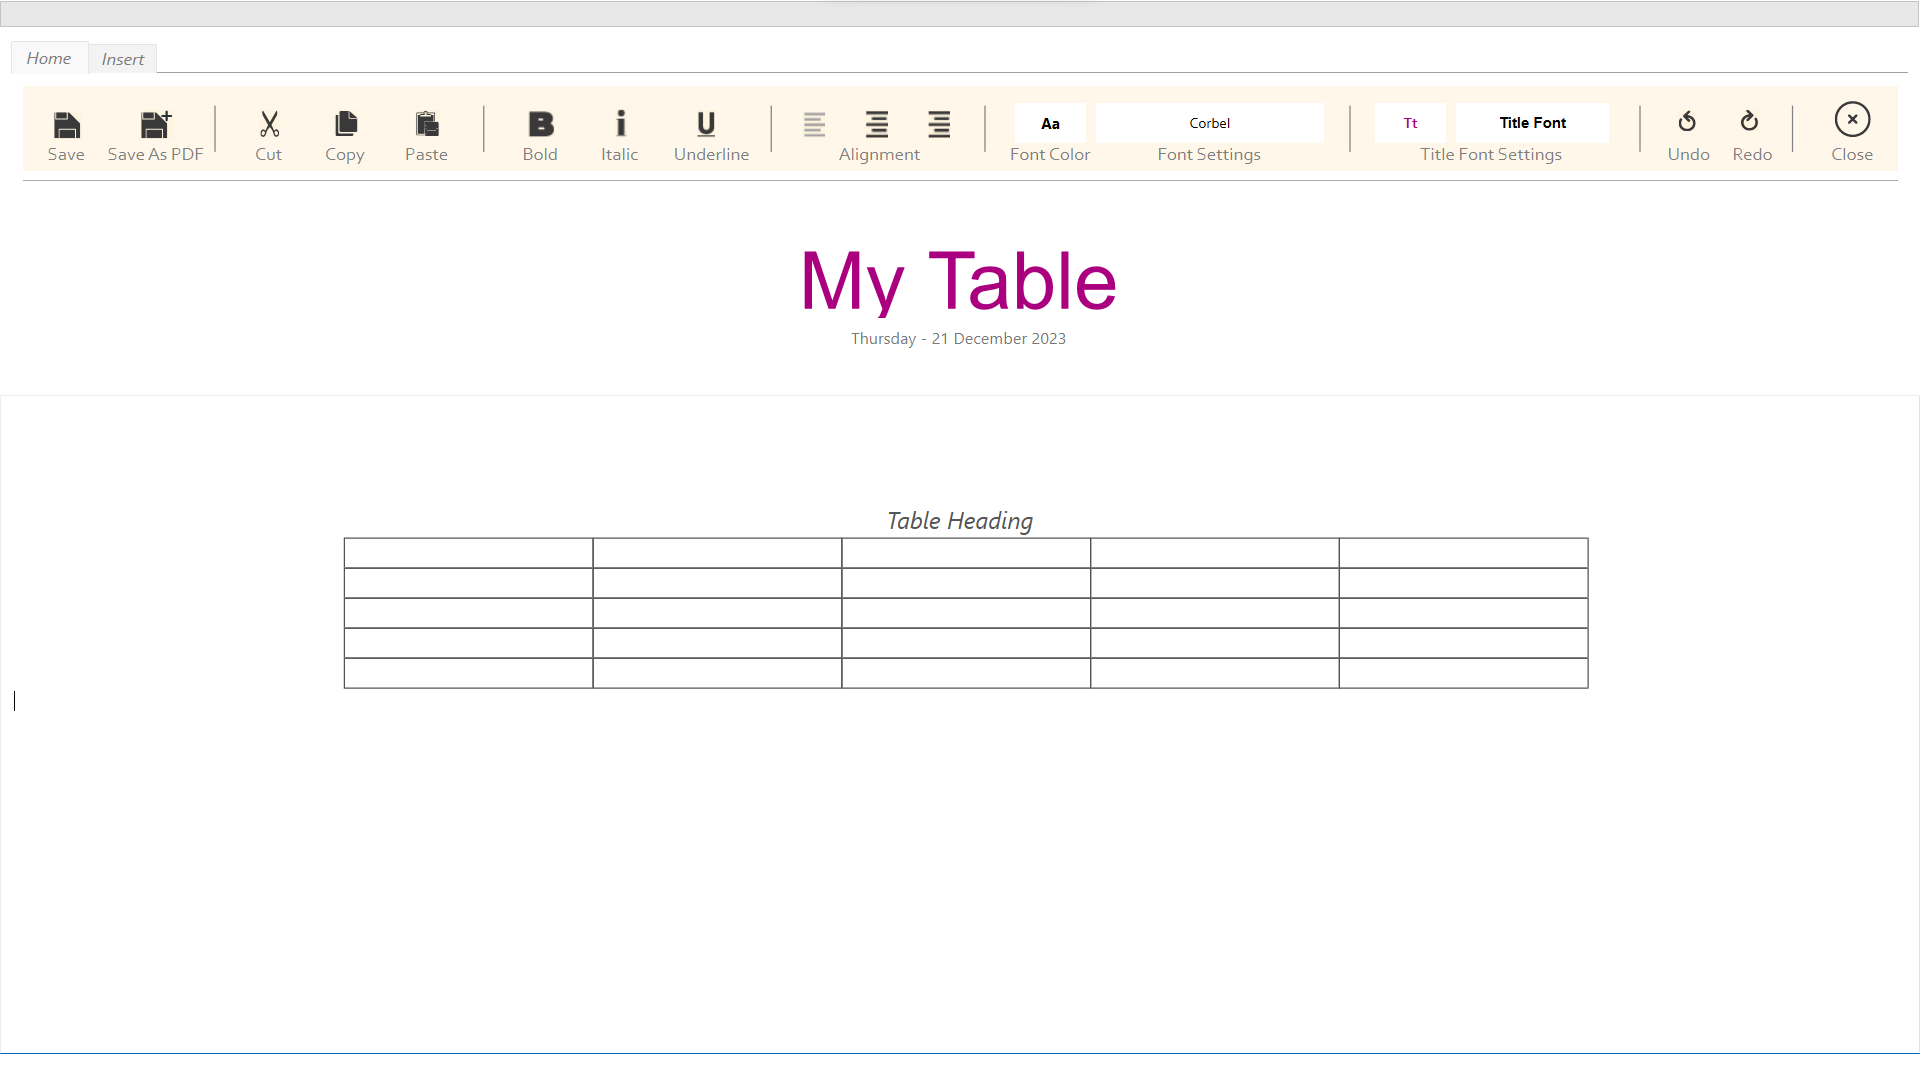 Home Insert
Aa Corbel Tt Title Font
Save Save As PDF Cut Copy Paste Bold Italic Underline Alignment Font Color Font Settings Title Font Settings Undo Redo Close
My Table
Thursday - 21 December 2023
Table Heading